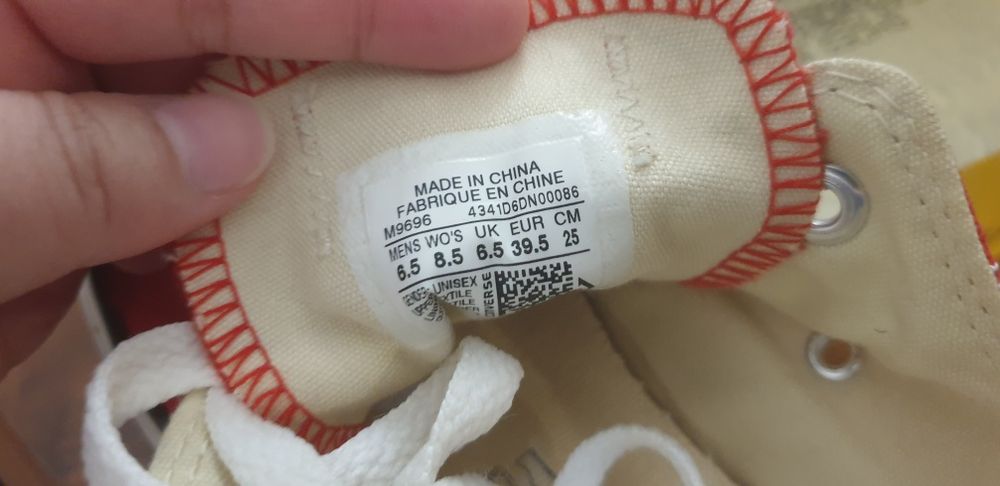 MADE IN CHINA
FABRIQUE EN CHINE
M9696 4341D6DN00086
MENS WO'S UK EUR CM
6.5 8.5 6.5 39.5 25
UNISEX